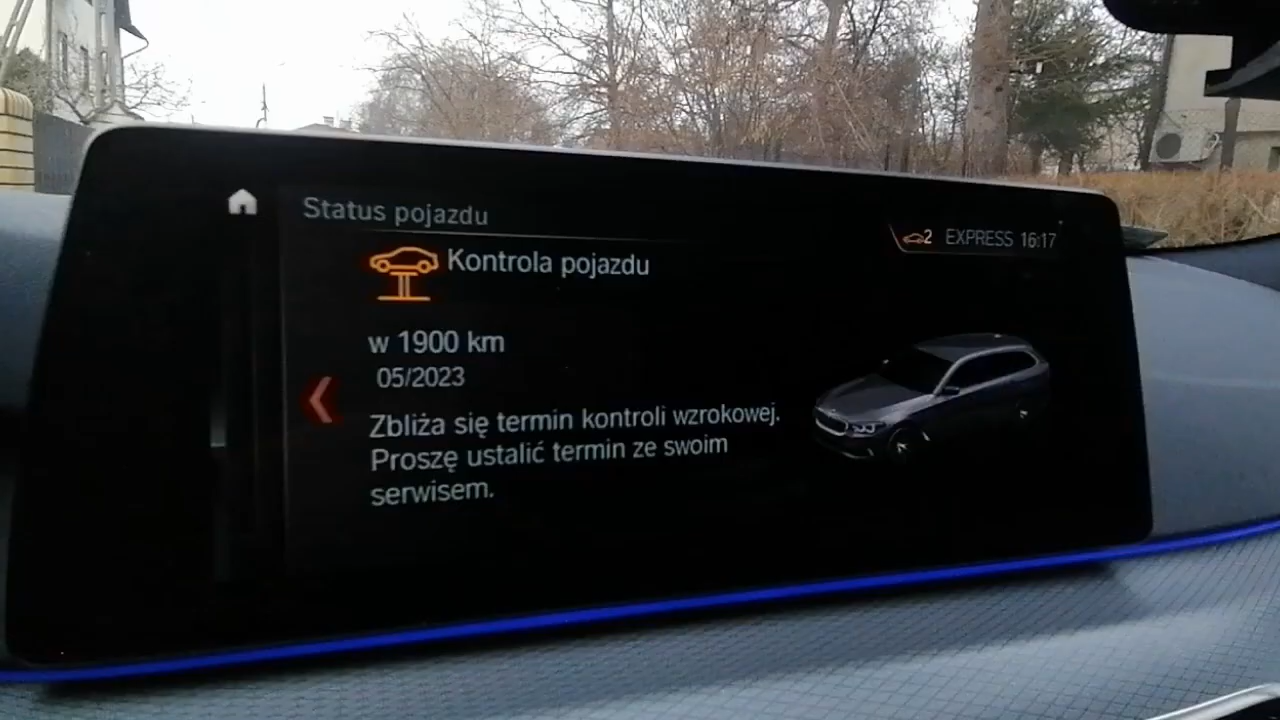 Status pojazdu
2 EXPRESS 16:17
Kontrola pojazdu
w 1900 km
05/2023
Zbliża się termin kontroli wzrokowej.
Proszę ustalić termin ze swoim
serwisem.